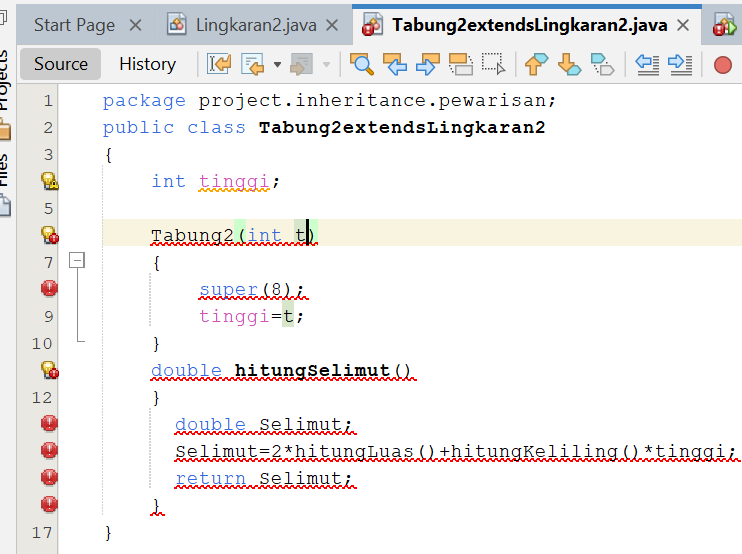 Start Page
Lingkaran2.java
Tabung2extendsLingkaran2.java
Source
History
Projects
Files
1 package project.inheritance.pewarisan;
2 public class Tabung2extendsLingkaran2
3 {
int tinggi;
5
Tabung2(int t)
7 {
super(8);
9 tinggi=t;
10 }
double hitungSelimut()
12 }
double Selimut;
Selimut=2*hitungLuas()+hitungKeliling()*tinggi;
return Selimut;
}
17 }